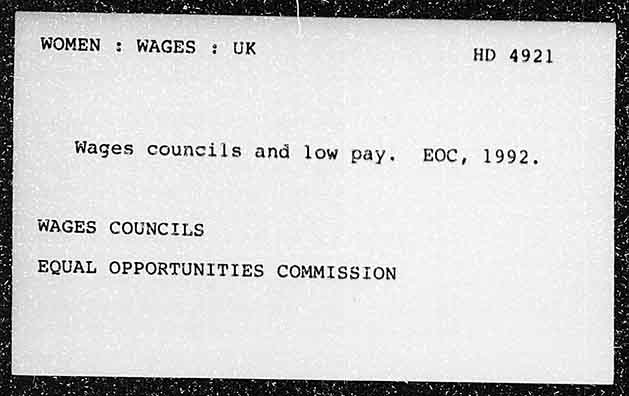 WOMEN : WAGES : UK HD 4921
Wages councils and low pay. EOC, 1992.
WAGES COUNCILS
EQUAL OPPORTUNITIES COMMISSION